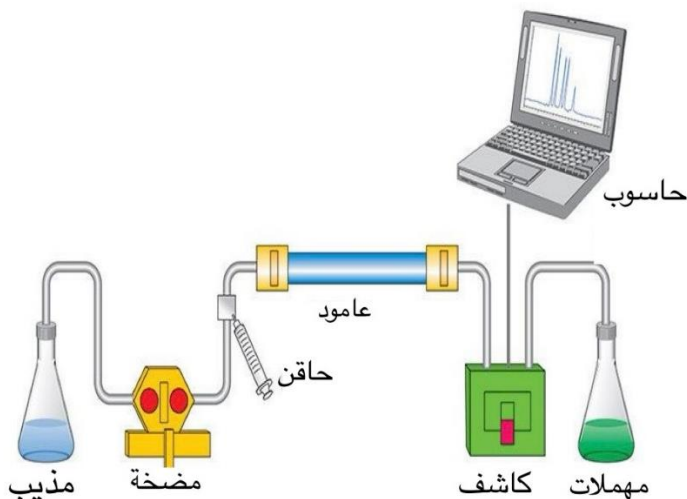 حاسوب
عامود
حاقن
مذيب
مضخة
كاشف
مهملات